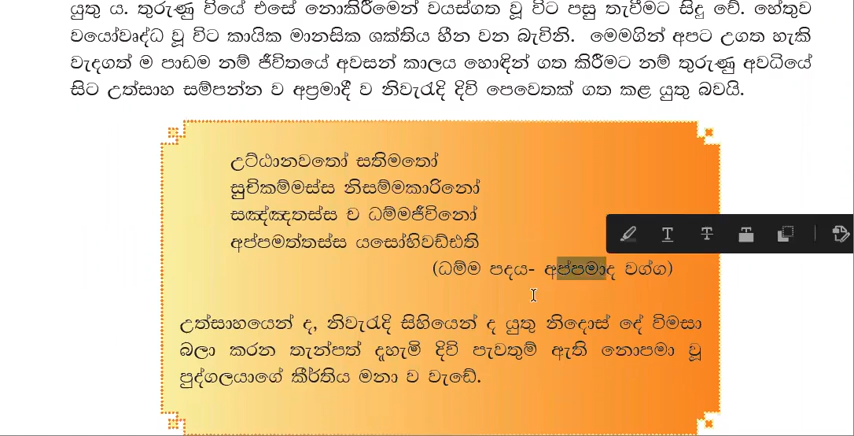 යුතු ය. තුරුණු වියේ එසේ නොකිරීමෙන් වයස්ගත වූ විට පසු තැවීමට සිදු වේ. හේතුව
වයෝවෘද්ධ වූ විට කායික මානසික ශක්තිය හීන වන බැවිනි. මෙමගින් අපට උගත හැකි
වැදගත් ම පාඩම නම් ජීවිතයේ අවසන් කාලය හොඳින් ගත කිරීමට නම් තුරුණු අවධියේ
සිට උත්සාහ සම්පන්න ව අප්‍රමාදී ව නිවැරැදි දිවි පෙවෙතක් ගත කළ යුතු බවයි.
උට්ඨානවතෝ සතිමතෝ
සුචිකම්මස්ස නිසම්මකාරිනෝ
සඤ්ඤතස්ස ච ධම්මජීවිනෝ
අප්පමත්තස්ස යසෝභිවඩ්ඪති
(ධම්ම පදය- අප්පමාද වග්ග)
උත්සාහයෙන් ද, නිවැරැදි සිහියෙන් ද යුතු නිදොස් දේ විමසා
බලා කරන තැන්පත් දැහැමි දිවි පැවතුම් ඇති නොපමා වූ
පුද්ගලයාගේ කීර්තිය මනා ව වැඩේ.